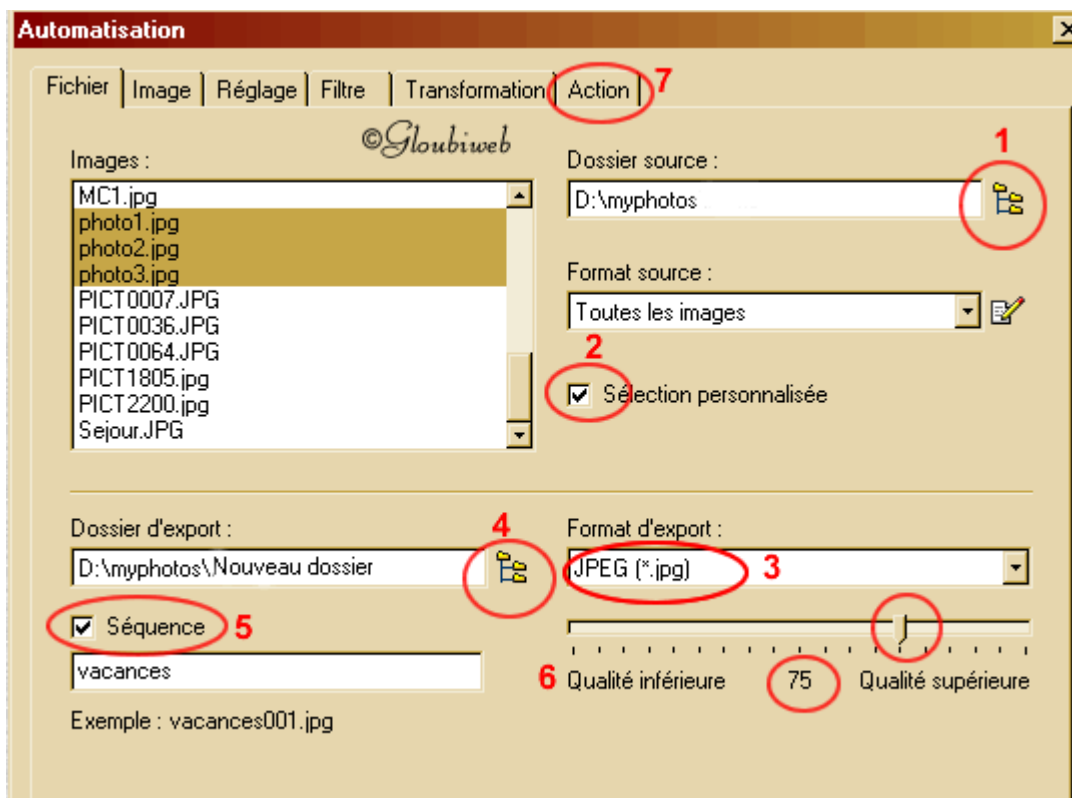 Automatisation
Fichier Image Réglage Filtre Transformation Action 7
©Gloubiweb
Images :
MC1.jpg
photo1.jpg
photo2.jpg
photo3.jpg
PICT0007.JPG
PICT0036.JPG
PICT0064.JPG
PICT1805.jpg
PICT2200.jpg
Sejour.JPG
Dossier source :
1
D:\myphotos
Format source :
Toutes les images
2
Sélection personnalisée
Dossier d'export :
4
D:\myphotos\Nouveau dossier
Séquence 5
vacances
Exemple : vacances001.jpg
Format d'export :
JPEG (*.jpg) 3
6 Qualité inférieure 75 Qualité supérieure